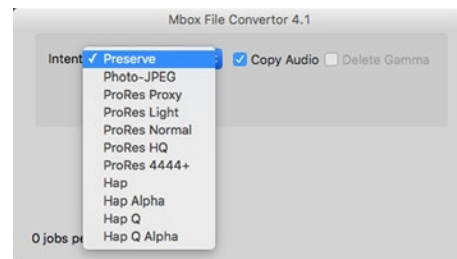 Mbox File Convertor 4.1
Intent ✓ Preserve Copy Audio Delete Gamma
Photo-JPEG
ProRes Proxy
ProRes Light
ProRes Normal
ProRes HQ
ProRes 4444+
Hap
Hap Alpha
Hap Q
Hap Q Alpha
0 jobs